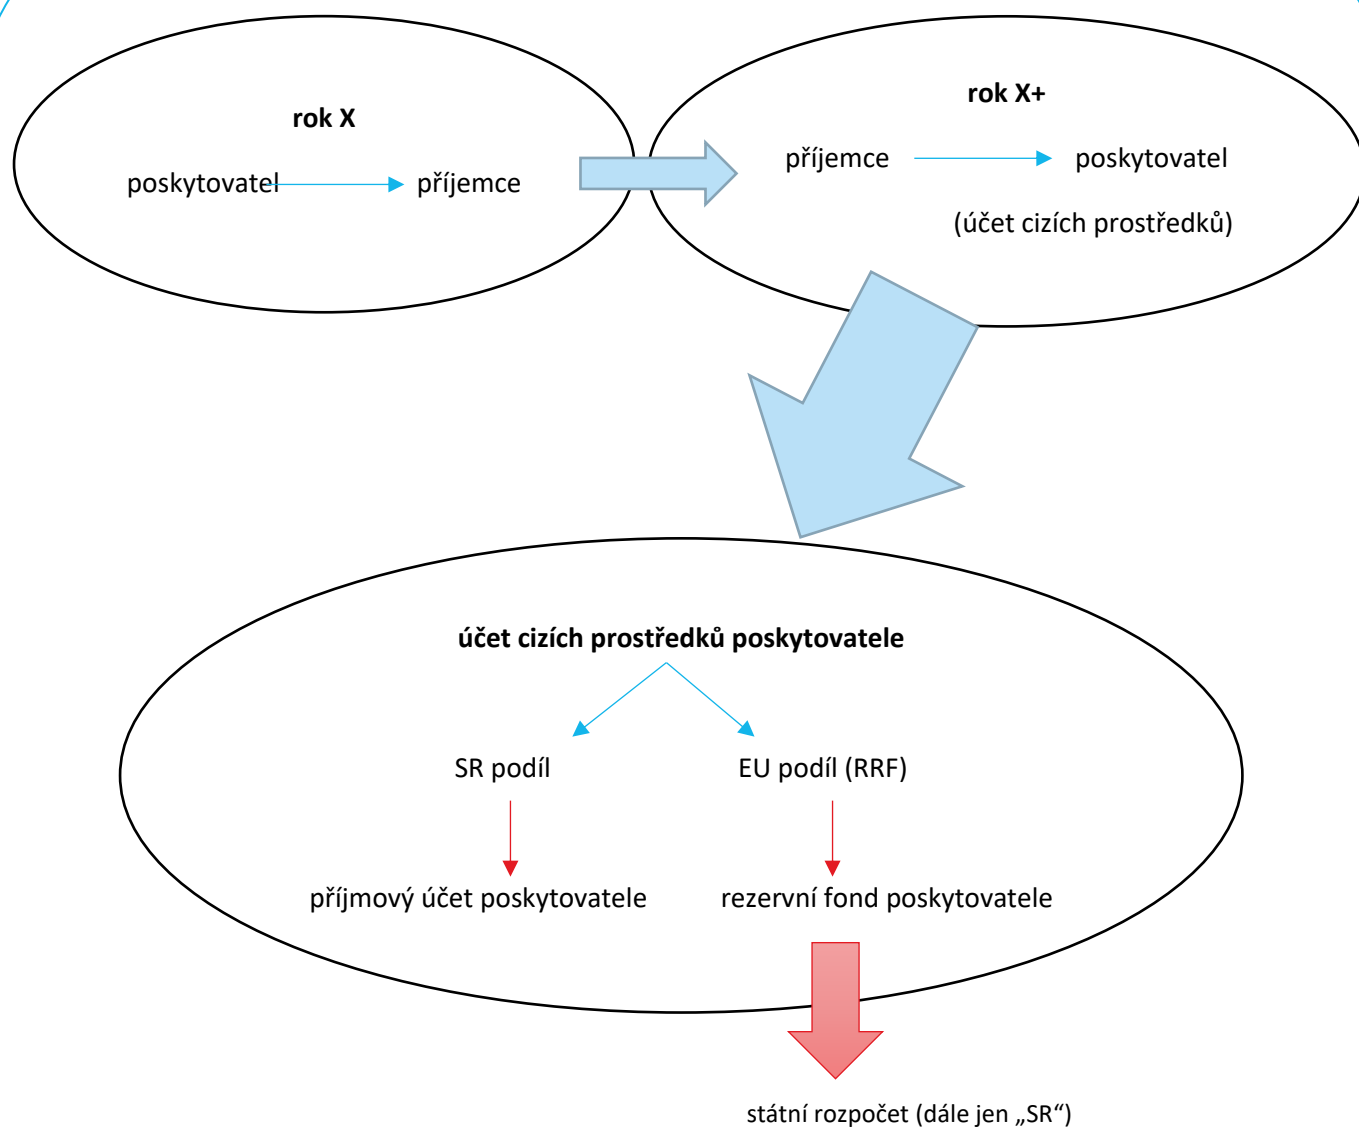 rok X
poskytovatel příjemce
rok X+
příjemce poskytovatel
(účet cizích prostředků)
účet cizích prostředků poskytovatele
SR podíl EU podíl (RRF)
příjmový účet poskytovatele rezervní fond poskytovatele
státní rozpočet (dále jen „SR“)